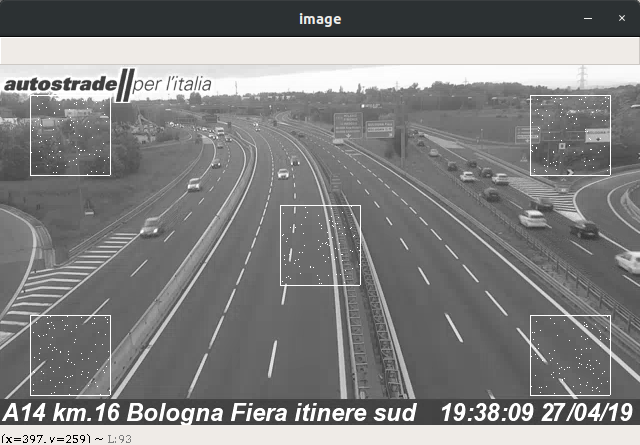 image
autostrade per l'italia
A14 km.16 Bologna Fiera itinere sud 19:38:09 27/04/19
(x=397, y=259) ~ L:93